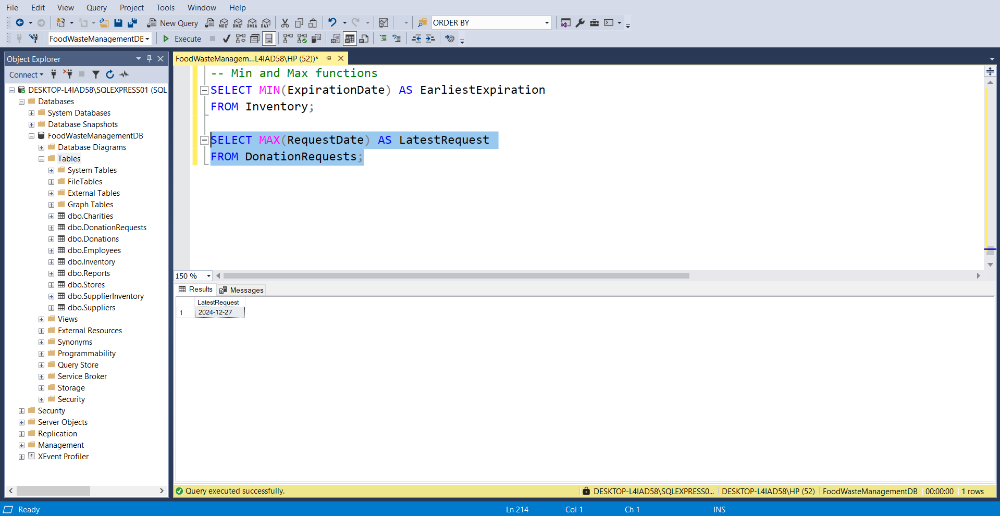 File Edit View Query Project Tools Window Help
New Query MDX DMX XMLA DAX ORDER BY
FoodWasteManagementDB Execute
Object Explorer
Connect
DESKTOP-L4IAD58\SQLEXPRESS01 (SQL
Databases
System Databases
Database Snapshots
FoodWasteManagementDB
Database Diagrams
Tables
System Tables
FileTables
External Tables
Graph Tables
dbo.Charities
dbo.DonationRequests
dbo.Donations
dbo.Employees
dbo.Inventory
dbo.Reports
dbo.Stores
dbo.SupplierInventory
dbo.Suppliers
Views
External Resources
Synonyms
Programmability
Query Store
Service Broker
Storage
Security
Security
Server Objects
Replication
Management
XEvent Profiler
FoodWasteManagem...L4IAD58\HP (52))*
-- Min and Max functions
SELECT MIN(ExpirationDate) AS EarliestExpiration
FROM Inventory;
SELECT MAX(RequestDate) AS LatestRequest
FROM DonationRequests;
150 %
Results Messages
LatestRequest
1 2024-12-27
Query executed successfully. DESKTOP-L4IAD58\SQLEXPRESS0... DESKTOP-L4IAD58\HP (52) FoodWasteManagementDB 00:00:00 1 rows
Ready Ln 214 Col 1 Ch 1 INS